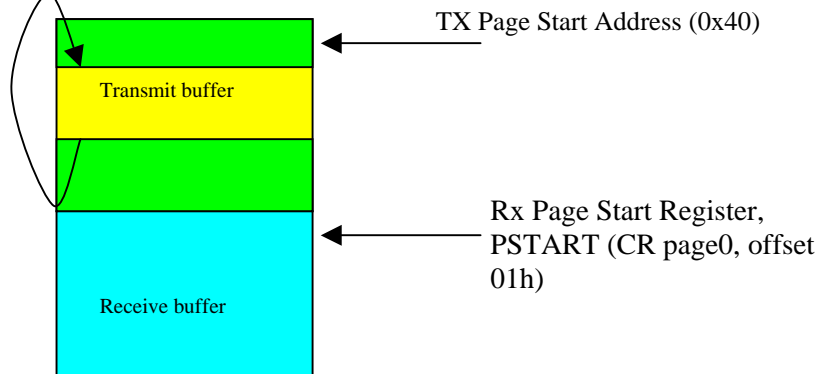 TX Page Start Address (0x40)
Transmit buffer
Rx Page Start Register,
PSTART (CR page0, offset
01h)
Receive buffer